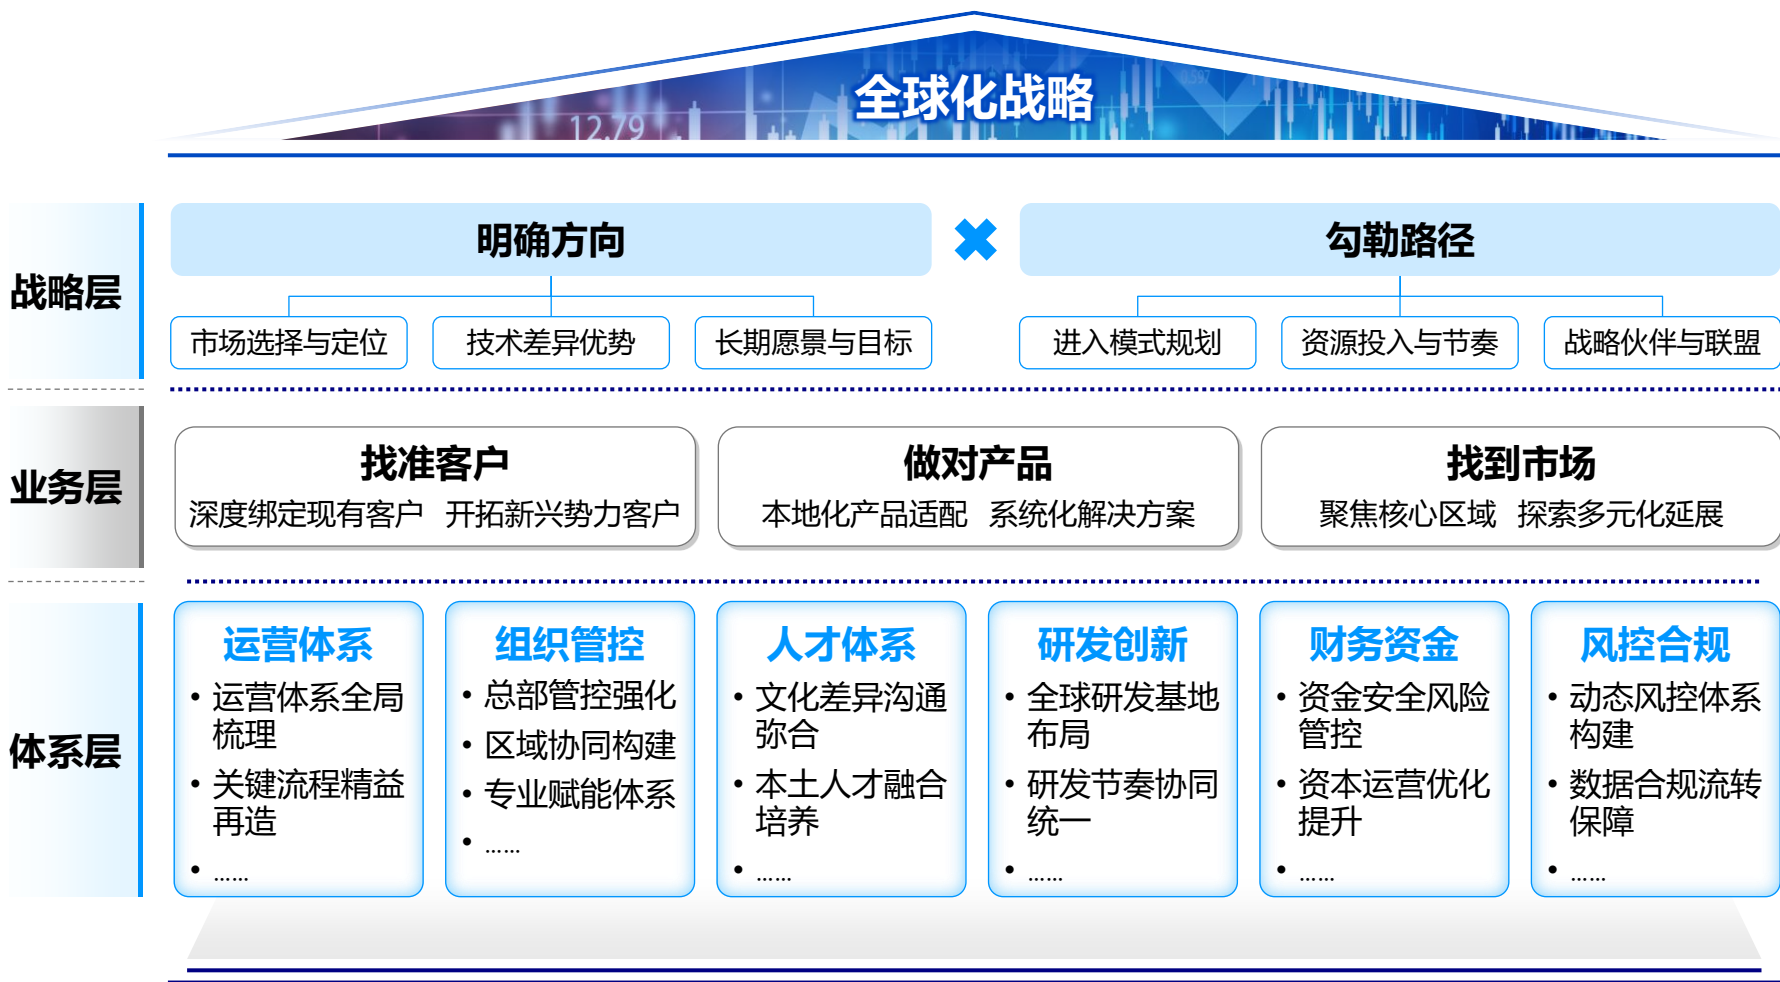 全球化战略
12.79
0.597
战略层
明确方向
勾勒路径
市场选择与定位
技术差异优势
长期愿景与目标
进入模式规划
资源投入与节奏
战略伙伴与联盟
业务层
找准客户
深度绑定现有客户 开拓新兴势力客户
做对产品
本地化产品适配 系统化解决方案
找到市场
聚焦核心区域 探索多元化延展
体系层
运营体系
• 运营体系全局
梳理
• 关键流程精益
再造
• ……
组织管控
• 总部管控强化
• 区域协同构建
• 专业赋能体系
• ……
人才体系
• 文化差异沟通
弥合
• 本土人才融合
培养
• ……
研发创新
• 全球研发基地
布局
• 研发节奏协同
统一
• ……
财务资金
• 资金安全风险
管控
• 资本运营优化
提升
• ……
风控合规
• 动态风控体系
构建
• 数据合规流转
保障
• ……